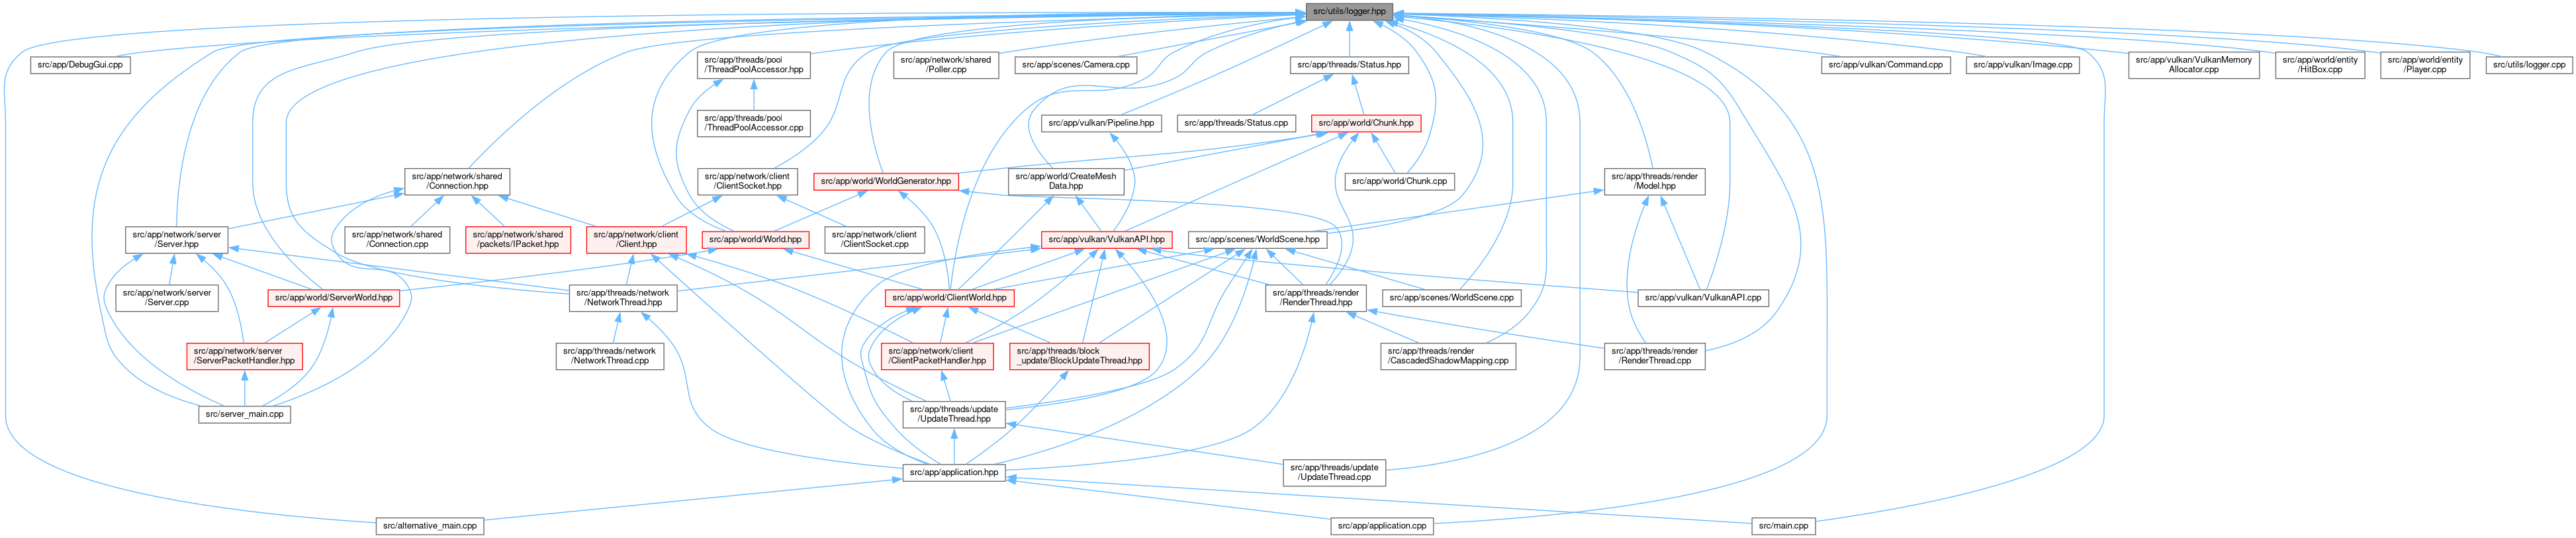 src/utils/logger.hpp
src/app/DebugGui.cpp
src/app/threads/pool
/ThreadPoolAccessor.hpp
src/app/network/shared
/Poller.cpp
src/app/scenes/Camera.cpp
src/app/threads/Status.hpp
src/app/vulkan/Command.cpp
src/app/vulkan/Image.cpp
src/app/vulkan/VulkanMemory
Allocator.cpp
src/app/world/entity
/HitBox.cpp
src/app/world/entity
/Player.cpp
src/utils/logger.cpp
src/app/threads/pool
/ThreadPoolAccessor.cpp
src/app/vulkan/Pipeline.hpp
src/app/threads/Status.cpp
src/app/world/Chunk.hpp
src/app/network/shared
/Connection.hpp
src/app/network/client
/ClientSocket.hpp
src/app/world/WorldGenerator.hpp
src/app/world/CreateMesh
Data.hpp
src/app/world/Chunk.cpp
src/app/threads/render
/Model.hpp
src/app/network/server
/Server.hpp
src/app/network/shared
/Connection.cpp
src/app/network/shared
/packets/IPacket.hpp
src/app/network/client
/Client.hpp
src/app/world/World.hpp
src/app/network/client
/ClientSocket.cpp
src/app/vulkan/VulkanAPI.hpp
src/app/scenes/WorldScene.hpp
src/app/network/server
/Server.cpp
src/app/world/ServerWorld.hpp
src/app/threads/network
/NetworkThread.hpp
src/app/world/ClientWorld.hpp
src/app/threads/render
/RenderThread.hpp
src/app/scenes/WorldScene.cpp
src/app/vulkan/VulkanAPI.cpp
src/app/network/server
/ServerPacketHandler.hpp
src/app/threads/network
/NetworkThread.cpp
src/app/network/client
/ClientPacketHandler.hpp
src/app/threads/block
_update/BlockUpdateThread.hpp
src/app/threads/render
/CascadedShadowMapping.cpp
src/app/threads/render
/RenderThread.cpp
src/server_main.cpp
src/app/threads/update
/UpdateThread.hpp
src/app/application.hpp
src/app/threads/update
/UpdateThread.cpp
src/alternative_main.cpp
src/app/application.cpp
src/main.cpp